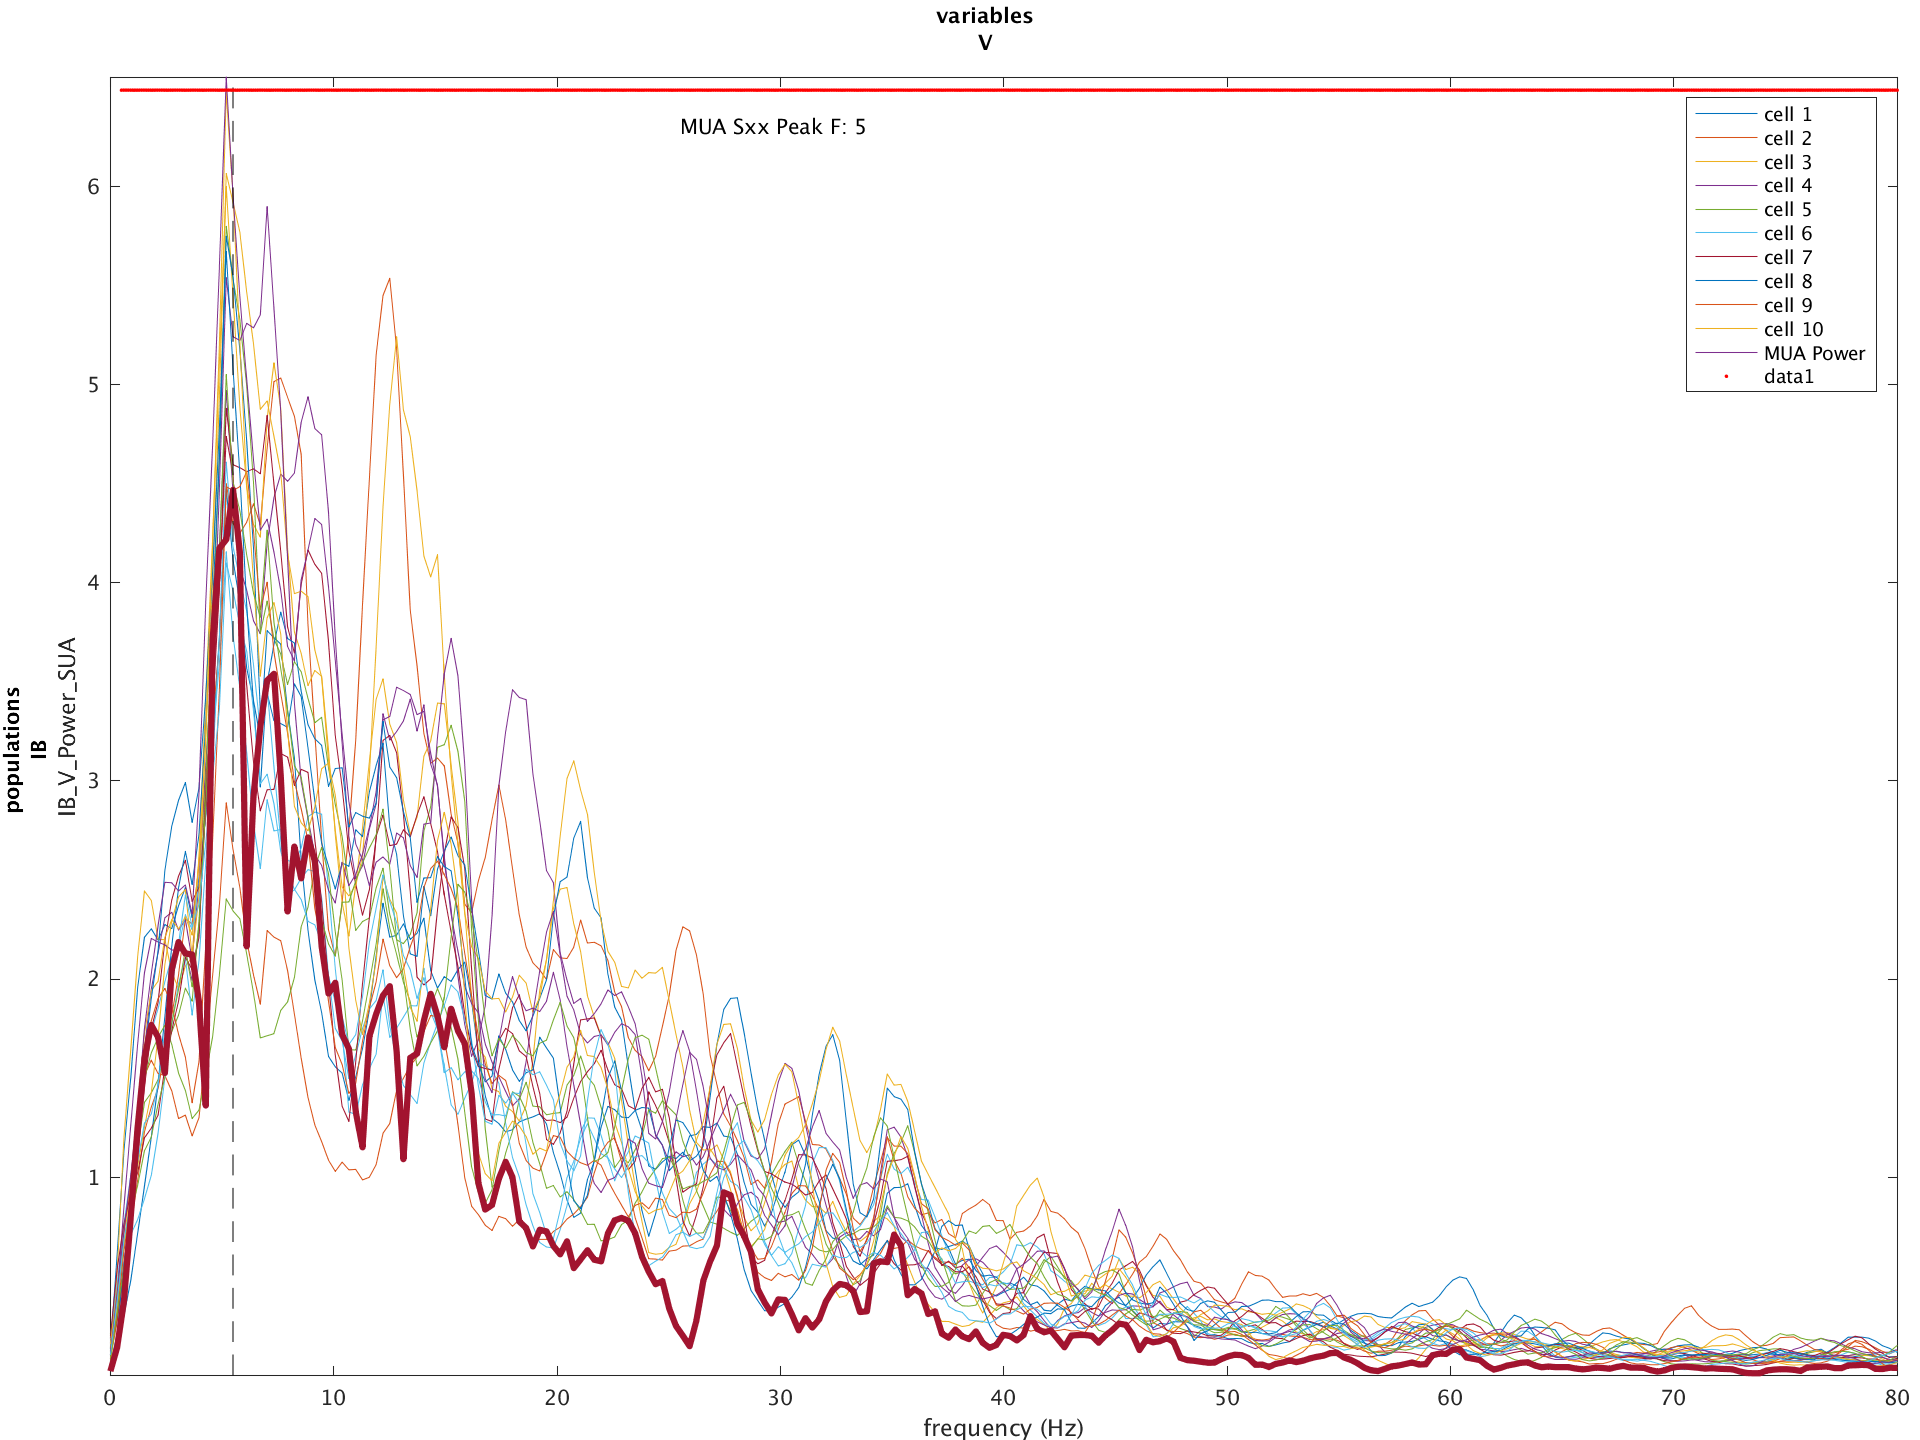 variables
V
MUA Sxx Peak F: 5
cell 1
cell 2
cell 3
cell 4
cell 5
cell 6
cell 7
cell 8
cell 9
cell 10
MUA Power
data1
populations
IB
IB_V_Power_SUA
6
5
4
3
2
1
0
10
20
30
40
50
60
70
80
frequency (Hz)